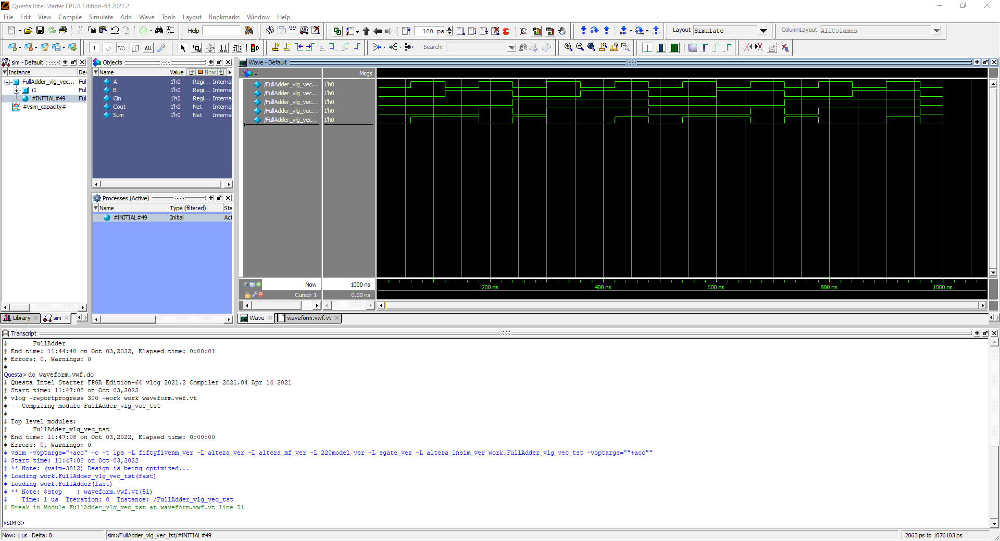 Questa Intel Starter FPGA Edition-64 2021.2
File Edit View Compile Simulate Add Wave Tools Layout Bookmarks Window Help
Help
100 ps
Layout Simulate
ColumnLayout AllColumns
ALL
Search:
sim - Default
Instance Des
FullAdder_vlg_vec... Ful
i1 Ful
#INITIAL#49 Ful
#vsim_capacity#
Library
sim
Objects
Name Value Now
A 1'h0 Regi... Internal
B 1'h0 Regi... Internal
Cin 1'h0 Regi... Internal
Cout 1'h0 Net Internal
Sum 1'h0 Net Internal
Processes (Active)
Name Type (filtered) Sta
#INITIAL#49 Initial Act
Wave - Default
Msgs
/FullAdder_vlg_vec... 1'h0
/FullAdder_vlg_vec... 1'h0
/FullAdder_vlg_vec... 1'h0
/FullAdder_vlg_vec... 1'h0
/FullAdder_vlg_vec... 1'h0
Now 1000 ns
Cursor 1 0.00 ns
200 ns 400 ns 600 ns 800 ns 1000 ns
Wave
waveform.vwf.vt
Transcript
#       FullAdder
# End time: 11:44:40 on Oct 03,2022, Elapsed time: 0:00:01
# Errors: 0, Warnings: 0
#
Questa> do waveform.vwf.do
# Questa Intel Starter FPGA Edition-64 vlog 2021.2 Compiler 2021.04 Apr 14 2021
# Start time: 11:47:08 on Oct 03,2022
# vlog -reportprogress 300 -work work waveform.vwf.vt
# -- Compiling module FullAdder_vlg_vec_tst
#
# Top level modules:
#       FullAdder_vlg_vec_tst
# End time: 11:47:08 on Oct 03,2022, Elapsed time: 0:00:00
# Errors: 0, Warnings: 0
# vsim -voptargs="+acc" -c -t 1ps -L fiftyfivenm_ver -L altera_ver -L altera_mf_ver -L 220model_ver -L sgate_ver -L altera_lnsim_ver work.FullAdder_vlg_vec_tst -voptargs=""+acc""
# Start time: 11:47:08 on Oct 03,2022
# ** Note: (vsim-3812) Design is being optimized...
# Loading work.FullAdder_vlg_vec_tst(fast)
# Loading work.FullAdder(fast)
# ** Note: $stop    : waveform.vwf.vt(51)
#    Time: 1 us  Iteration: 0  Instance: /FullAdder_vlg_vec_tst
# Break in Module FullAdder_vlg_vec_tst at waveform.vwf.vt line 51
VSIM 3>
Now: 1 us Delta: 0
sim:/FullAdder_vlg_vec_tst/#INITIAL#49
2063 ps to 1076103 ps